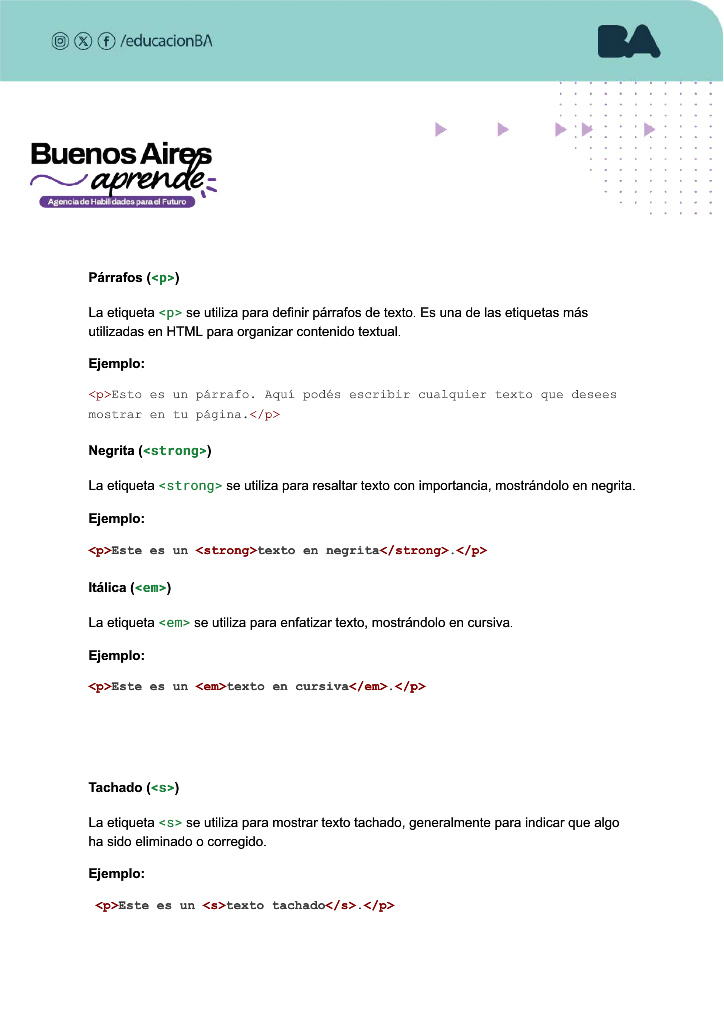 /educacionBA
BA
Buenos Aires
aprende
Agencia de Habilidades para el Futuro
Párrafos (<p>)
La etiqueta <p> se utiliza para definir párrafos de texto. Es una de las etiquetas más
utilizadas en HTML para organizar contenido textual.
Ejemplo:
<p>Esto es un párrafo. Aquí podés escribir cualquier texto que desees
mostrar en tu página.</p>
Negrita (<strong>)
La etiqueta <strong> se utiliza para resaltar texto con importancia, mostrándolo en negrita.
Ejemplo:
<p>Este es un <strong>texto en negrita</strong>.</p>
Itálica (<em>)
La etiqueta <em> se utiliza para enfatizar texto, mostrándolo en cursiva.
Ejemplo:
<p>Este es un <em>texto en cursiva</em>.</p>
Tachado (<s>)
La etiqueta <s> se utiliza para mostrar texto tachado, generalmente para indicar que algo
ha sido eliminado o corregido.
Ejemplo:
<p>Este es un <s>texto tachado</s>.</p>